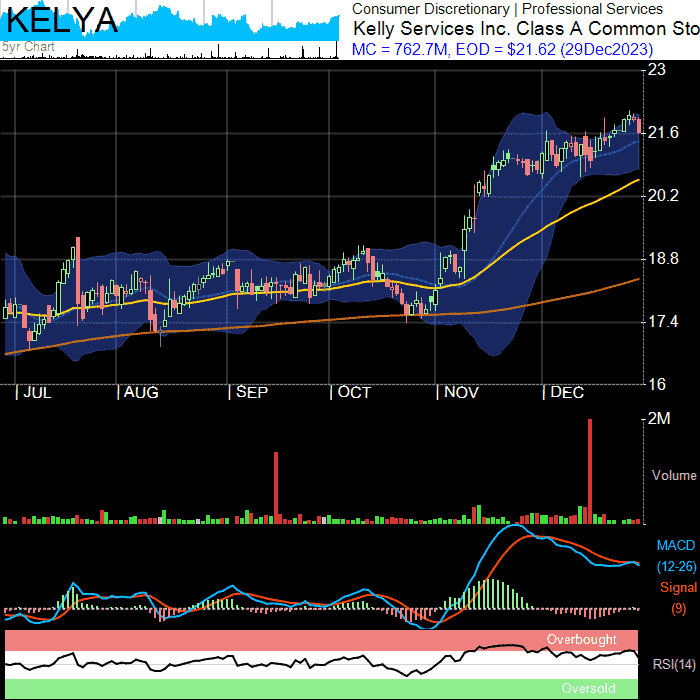 KELYA
5yr Chart
Consumer Discretionary | Professional Services
Kelly Services Inc. Class A Common Sto
MC = 762.7M, EOD = $21.62 (29Dec2023)
23
21.6
20.2
18.8
17.4
16
JUL AUG SEP OCT NOV DEC
2M
Volume
MACD
(12-26)
Signal
(9)
Overbought
RSI(14)
Oversold